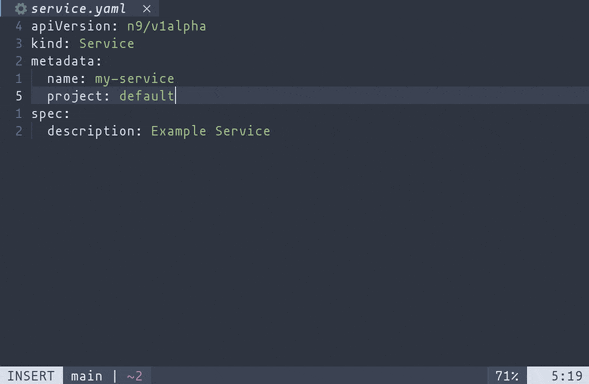 service.yaml ×
4 apiVersion: n9/v1alpha
3 kind: Service
2 metadata:
1 name: my-service
5 project: default
1 spec:
2 description: Example Service
INSERT main | ~2 71% 5:19